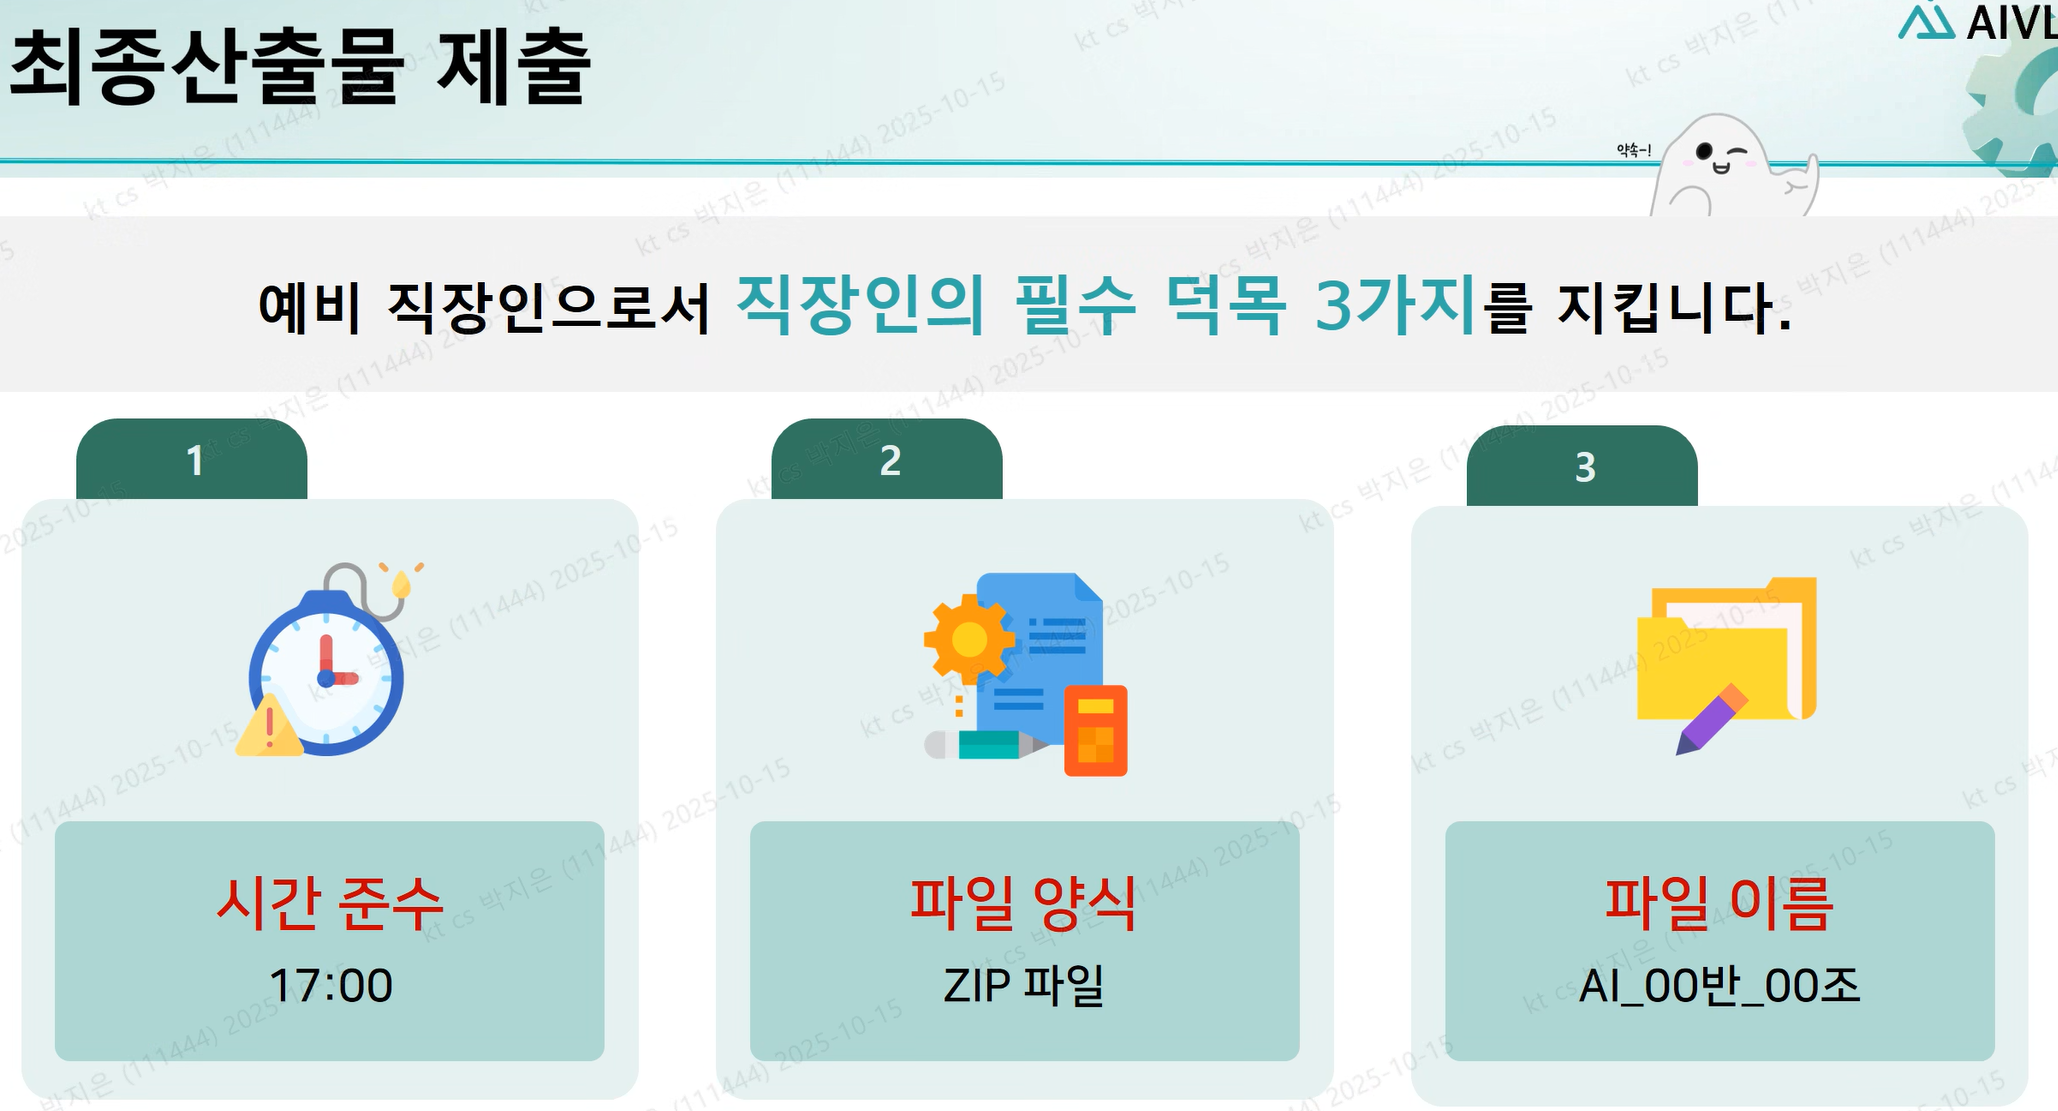 최종산출물 제출
AIVL
약속~!
예비 직장인으로서 직장인의 필수 덕목 3가지를 지킵니다.
1
2
3
시간 준수
17:00
파일 양식
ZIP 파일
파일 이름
AI_00반_00조
kt cs 박지은 (111444) 2025-10-15